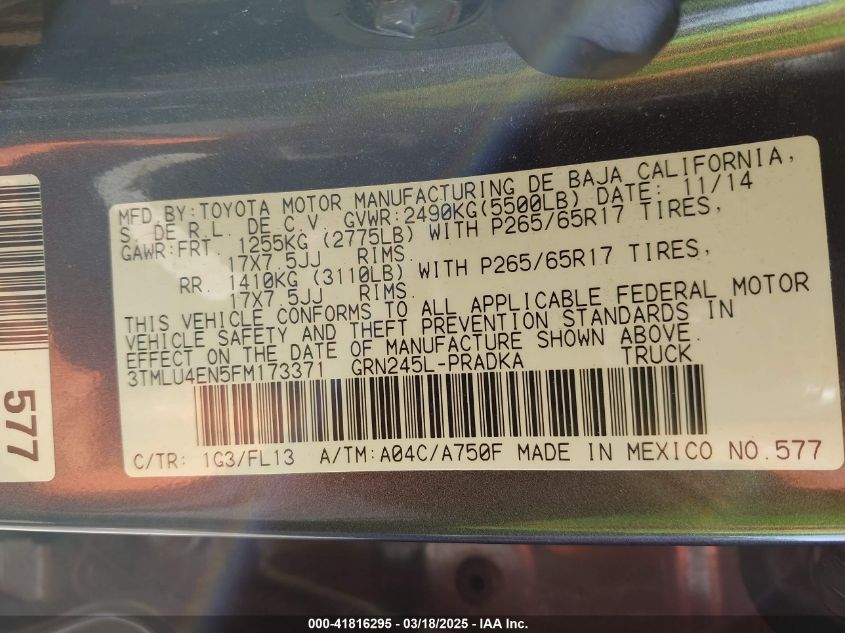 MFD.BY:TOYOTA MOTOR MANUFACTURING DE BAJA CALIFORNIA,
S. DE R.L. DE C.V. GVWR:2490KG(5500LB) DATE: 11/14
GAWR:FRT. 1255KG (2775LB) WITH P265/65R17 TIRES,
17X7.5JJ RIMS.
RR. 1410KG (3110LB) WITH P265/65R17 TIRES,
17X7.5JJ RIMS.
THIS VEHICLE CONFORMS TO ALL APPLICABLE FEDERAL MOTOR
VEHICLE SAFETY AND THEFT PREVENTION STANDARDS IN
EFFECT ON THE DATE OF MANUFACTURE SHOWN ABOVE.
3TMLU4EN5FM173371 GRN245L-PRADKA TRUCK
C/TR: 1G3/FL13 A/TM:A04C/A750F MADE IN MEXICO NO.577
577
000-41816295 - 03/18/2025 - IAA Inc.